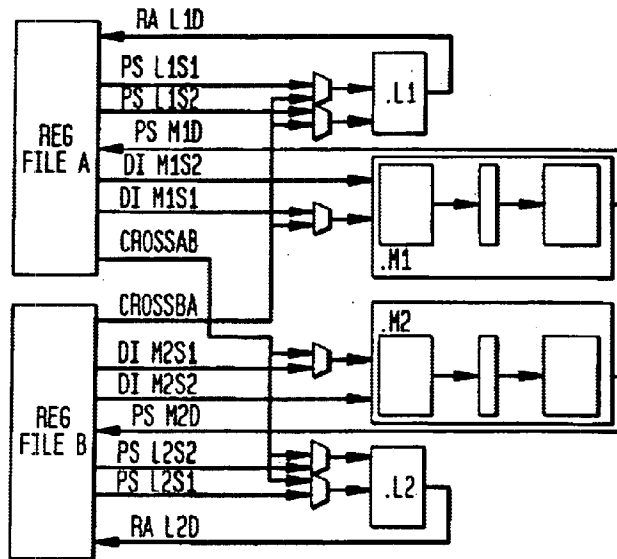 RA L1D
PS L1S1
PS L1S2
.L1
REG
FILE A
PS M1D
DI M1S2
DI M1S1
CROSSAB
.M1
CROSSBA
.M2
DI M2S1
DI M2S2
REG
FILE B
PS M2D
PS L2S2
PS L2S1
.L2
RA L2D